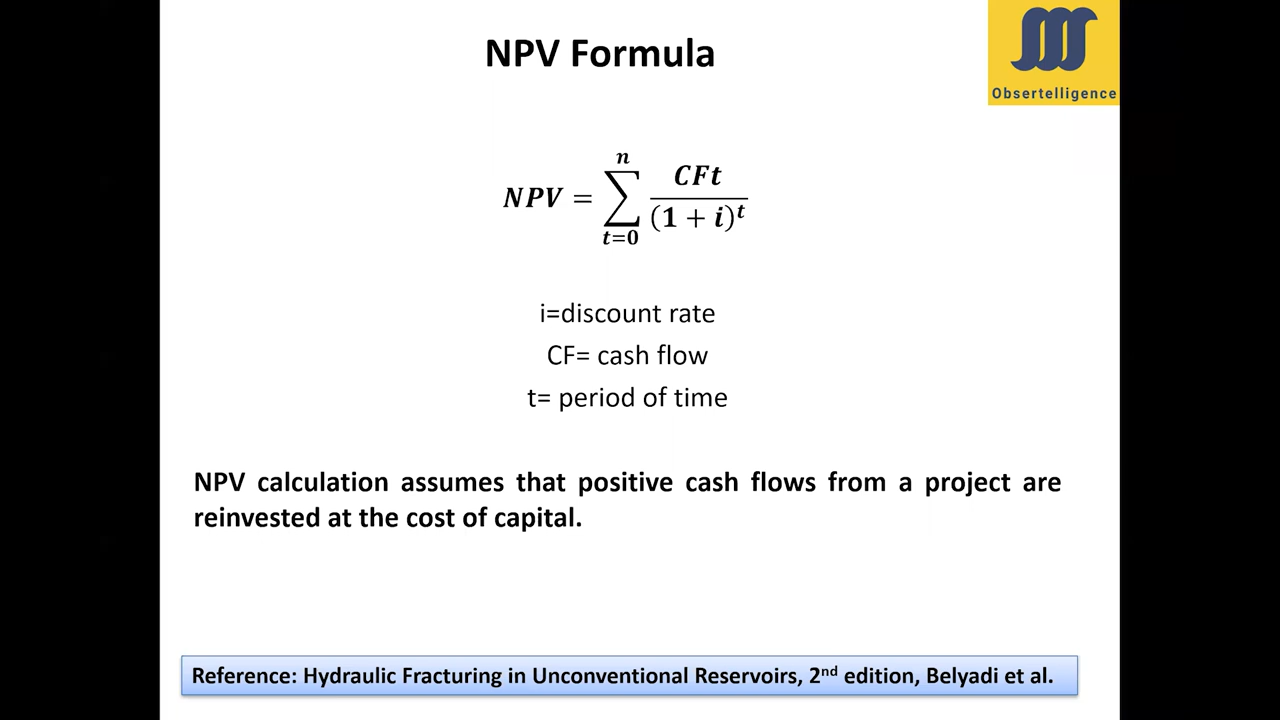 NPV Formula
Obsertelligence
n
NPV = ∑ CFt
(1 + i)^t
t=0
i=discount rate
CF= cash flow
t= period of time
NPV calculation assumes that positive cash flows from a project are
reinvested at the cost of capital.
Reference: Hydraulic Fracturing in Unconventional Reservoirs, 2nd edition, Belyadi et al.